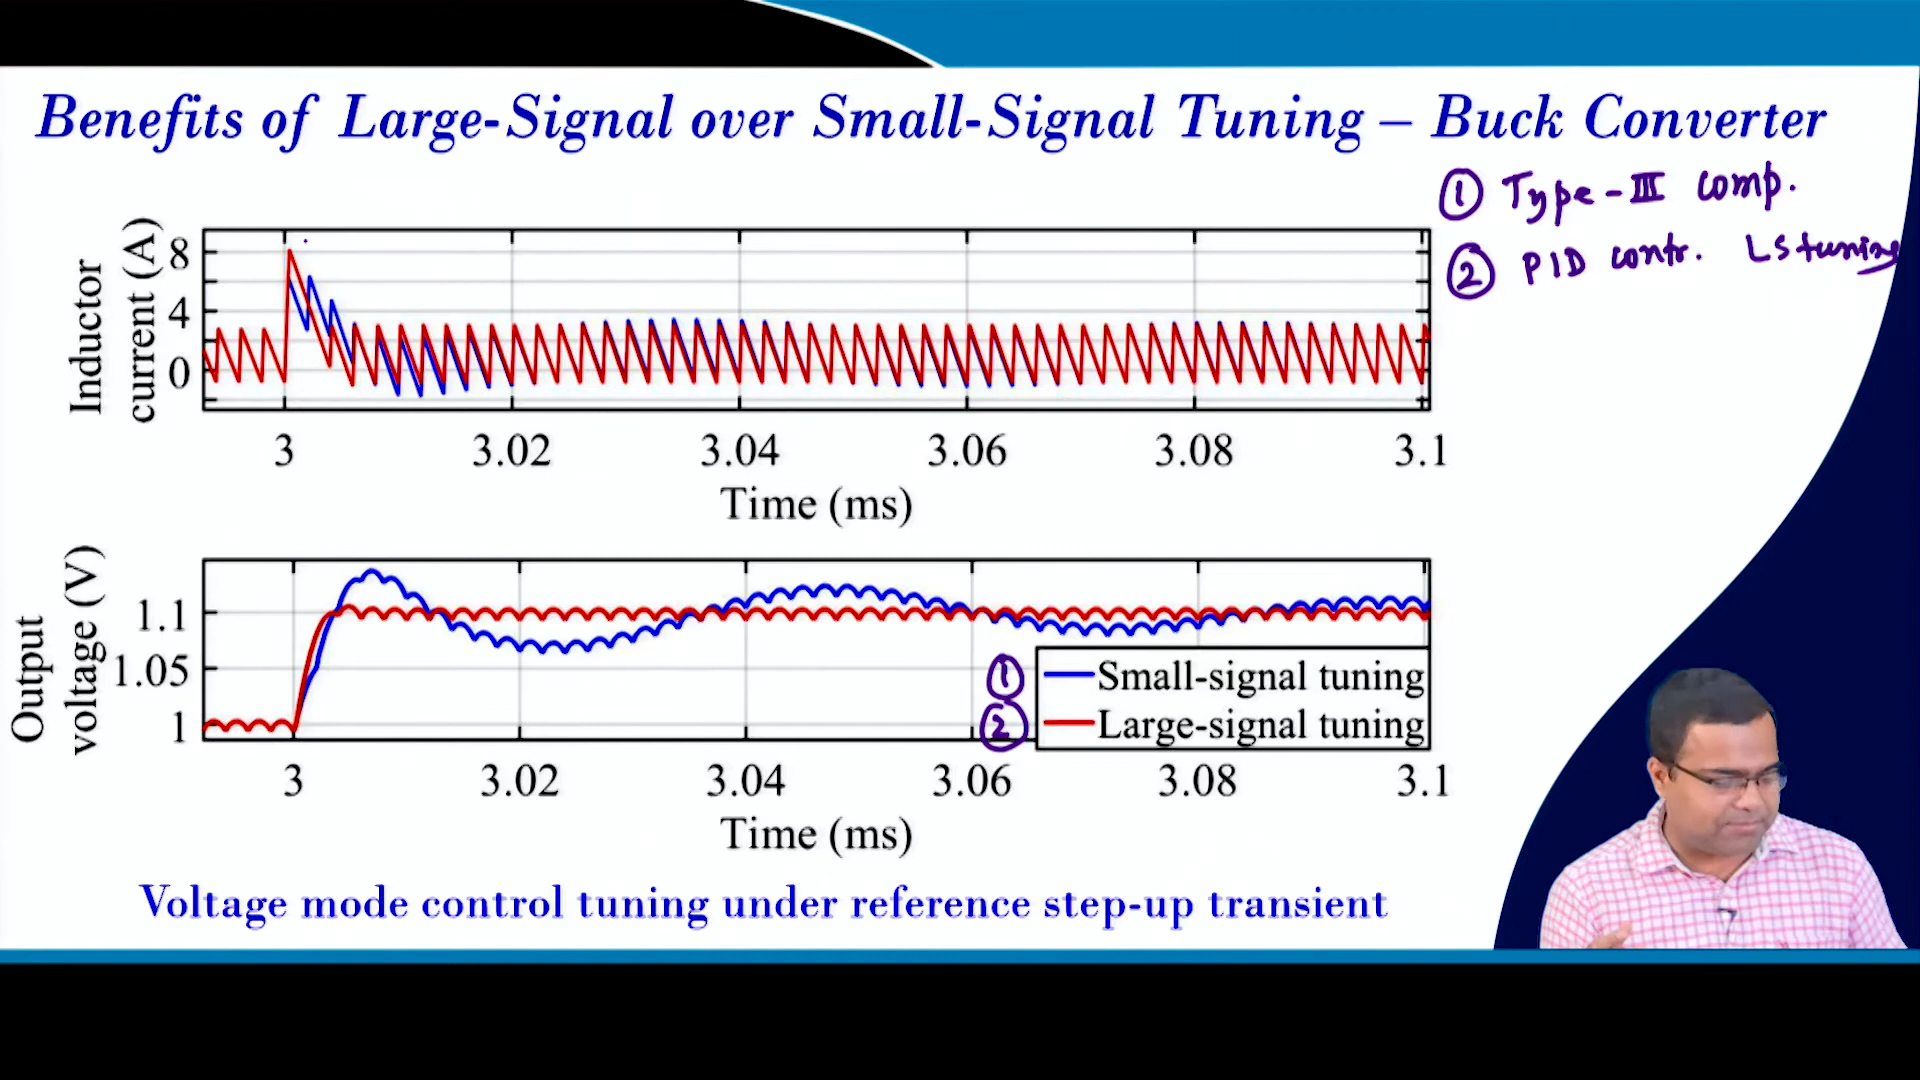 Benefits of Large-Signal over Small-Signal Tuning – Buck Converter
① Type-III comp.
② PID contr. LS tuning
Inductor
current (A)
8
4
0
3 3.02 3.04 3.06 3.08 3.1
Time (ms)
Output
voltage (V)
1.1
1.05
1
① Small-signal tuning
② Large-signal tuning
3 3.02 3.04 3.06 3.08 3.1
Time (ms)
Voltage mode control tuning under reference step-up transient